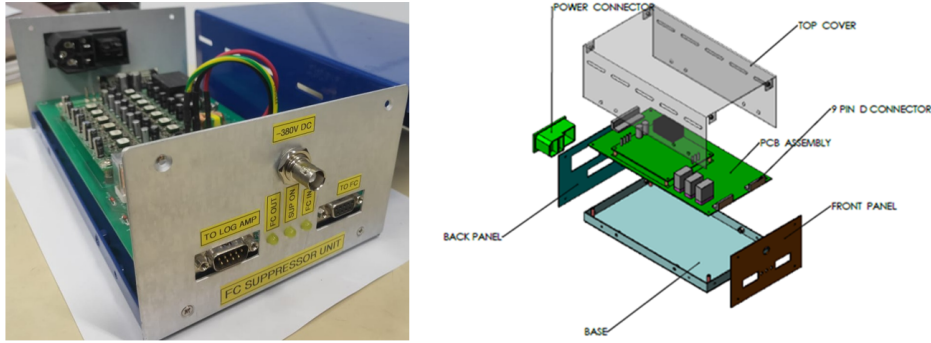 ~380V DC
FC OUT
SUP ON
FC IN
TO FC
TO LOG AMP
FC SUPPRESSOR UNIT
POWER CONNECTOR
TOP COVER
9 PIN D CONNECTOR
PCB ASSEMBLY
FRONT PANEL
BACK PANEL
BASE